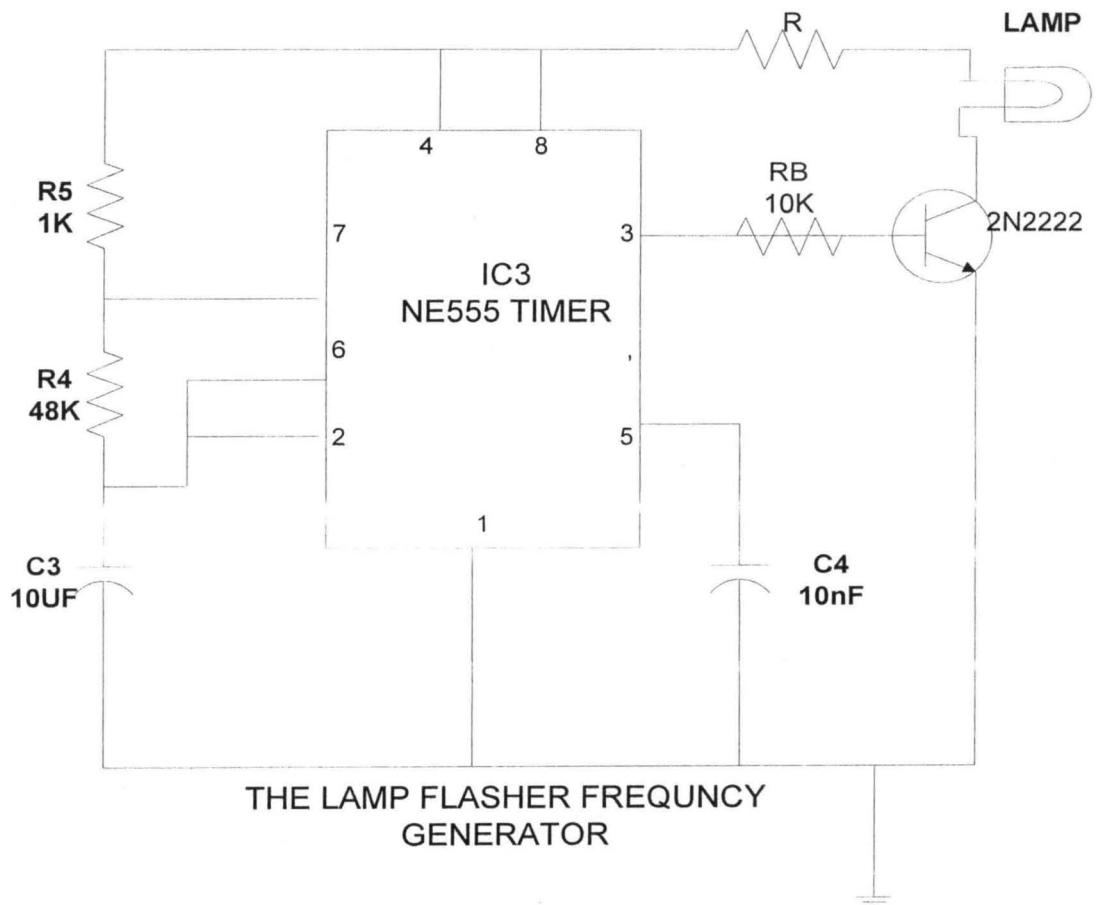 R
LAMP
4
8
R5
1K
7
3
RB
10K
2N2222
IC3
NE555 TIMER
6
R4
48K
2
5
1
C3
10UF
C4
10nF
THE LAMP FLASHER FREQUNCY
GENERATOR